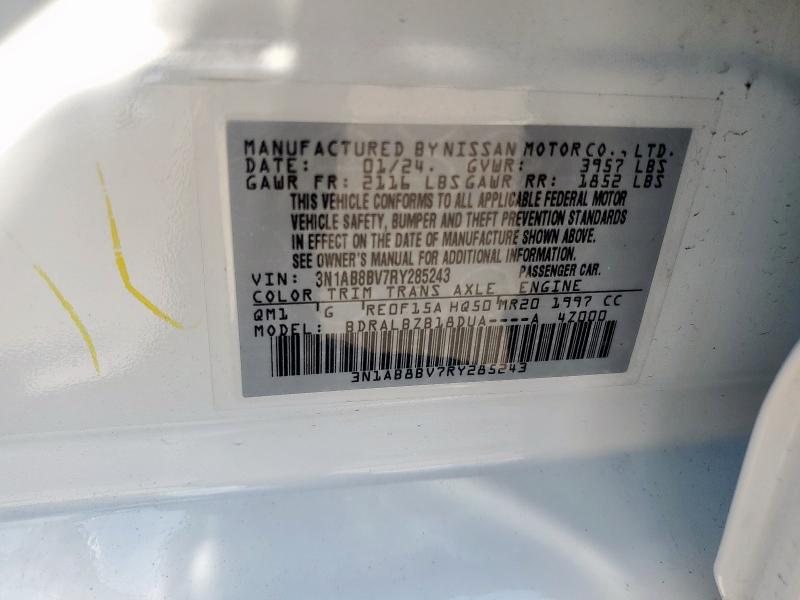 MANUFACTURED BY NISSAN MOTOR CO., LTD.
DATE: 01/24. GVWR: 3957 LBS
GAWR FR: 2116 LBS GAWR RR: 1852 LBS
THIS VEHICLE CONFORMS TO ALL APPLICABLE FEDERAL MOTOR
VEHICLE SAFETY, BUMPER AND THEFT PREVENTION STANDARDS
IN EFFECT ON THE DATE OF MANUFACTURE SHOWN ABOVE.
SEE OWNER'S MANUAL FOR ADDITIONAL INFORMATION.
VIN: 3N1AB8BV7RY285243 PASSENGER CAR.
COLOR TRIM TRANS AXLE ENGINE
QM1 G RE0F15A HQ50 MR20 1997 CC
MODEL: BDRALBZB18DUA----A 4Z000
3N1AB8BV7RY285243